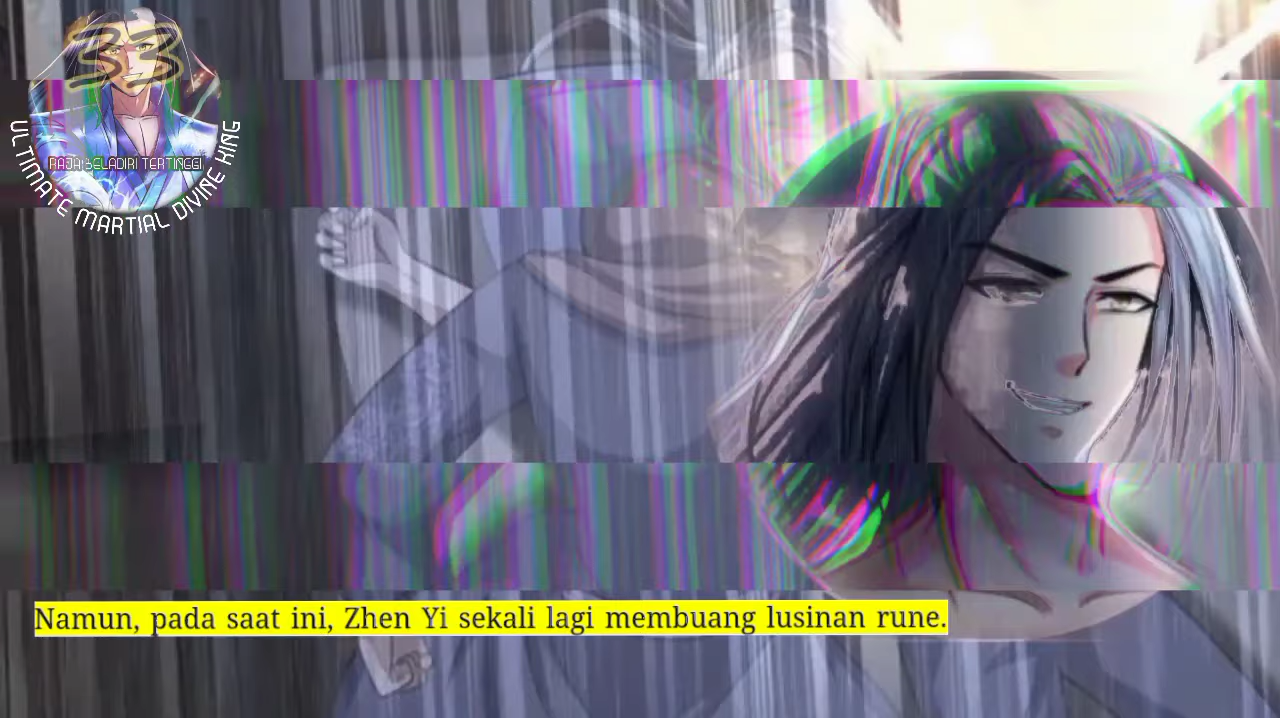 33
RAJA BELADIRI TERTINGGI
ULTIMATE MARTIAL DIVINE KING
Namun, pada saat ini, Zhen Yi sekali lagi membuang lusinan rune.